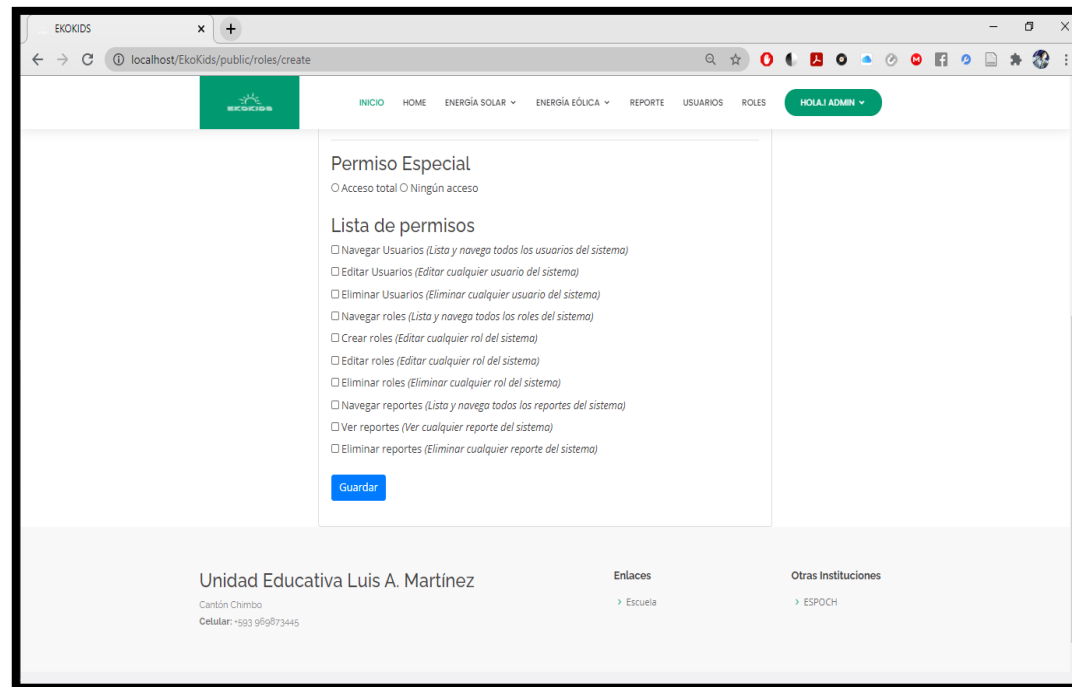 EKOKIDS
localhost/EkoKids/public/roles/create
EKOKIDS
INICIO HOME ENERGÍA SOLAR ENERGÍA EÓLICA REPORTE USUARIOS ROLES HOLA,! ADMIN
Permiso Especial
Acceso total Ningún acceso
Lista de permisos
Navegar Usuarios (Lista y navega todos los usuarios del sistema)
Editar Usuarios (Editar cualquier usuario del sistema)
Eliminar Usuarios (Eliminar cualquier usuario del sistema)
Navegar roles (Lista y navega todos los roles del sistema)
Crear roles (Editar cualquier rol del sistema)
Editar roles (Editar cualquier rol del sistema)
Eliminar roles (Eliminar cualquier rol del sistema)
Navegar reportes (Lista y navega todos los reportes del sistema)
Ver reportes (Ver cualquier reporte del sistema)
Eliminar reportes (Eliminar cualquier reporte del sistema)
Guardar
Unidad Educativa Luis A. Martínez
Cantón Chimbo
Celular: +593 969873445
Enlaces
Escuela
Otras Instituciones
ESPOCH